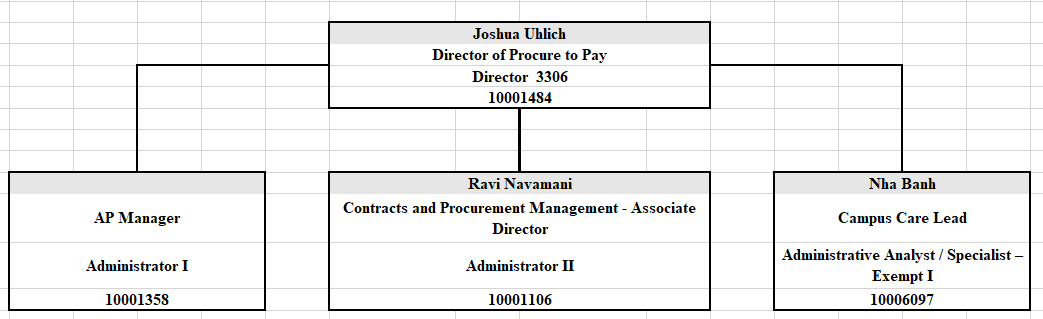 Joshua Uhlich
Director of Procure to Pay
Director 3306
10001484
AP Manager
Administrator I
10001358
Ravi Navamani
Contracts and Procurement Management - Associate
Director
Administrator II
10001106
Nha Banh
Campus Care Lead
Administrative Analyst / Specialist –
Exempt I
10006097